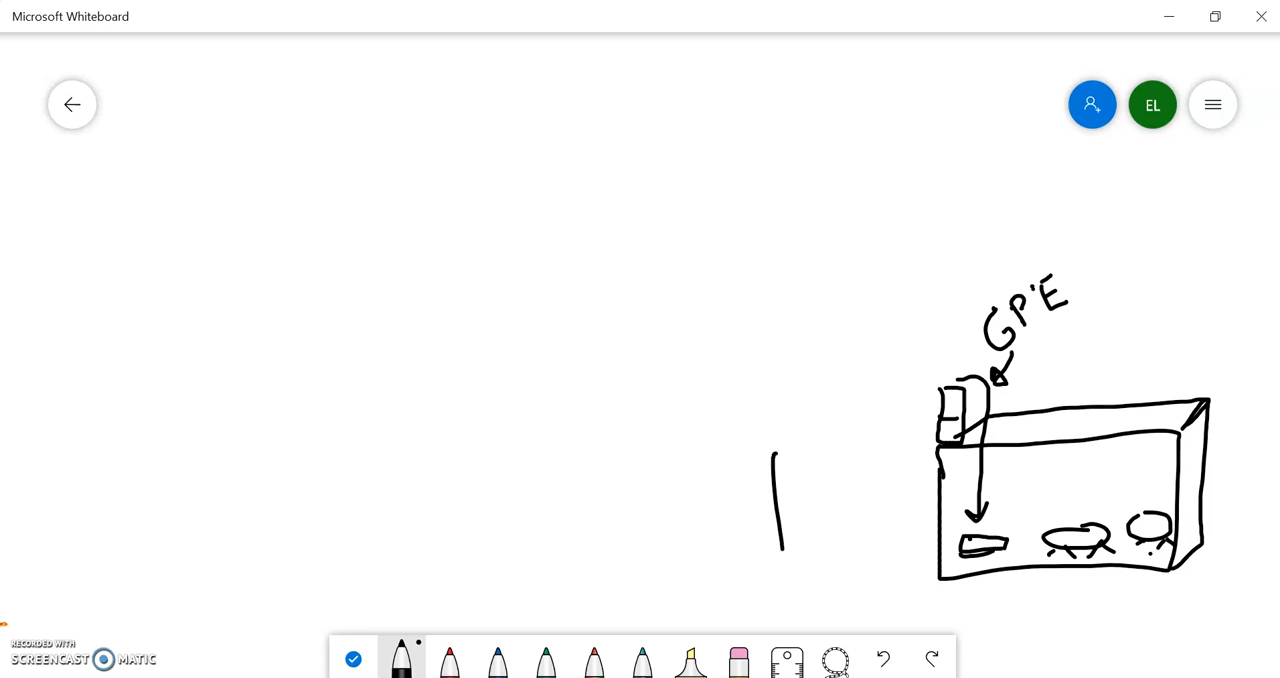 Microsoft Whiteboard
EL
GP'E
RECORDED WITH
SCREENCAST MATIC